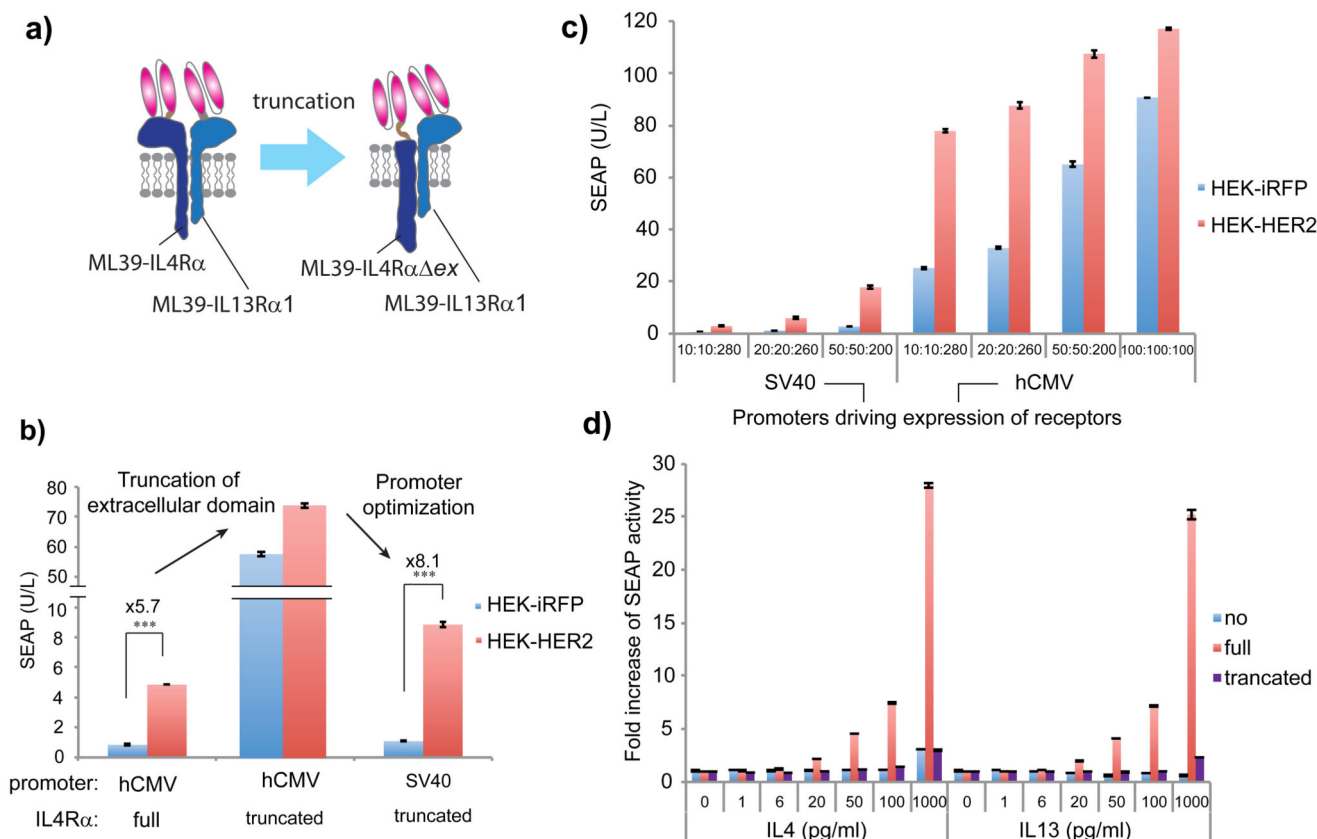 a)
truncation
ML39-IL4Rα
ML39-IL13Rα1
ML39-IL4RαΔex
ML39-IL13Rα1
b)
Truncation of
extracellular domain
Promoter
optimization
SEAP (U/L)
80
70
60
50
10
8
6
4
2
0
x5.7
***
x8.1
***
HEK-iRFP
HEK-HER2
promoter: hCMV hCMV SV40
IL4Rα: full truncated truncated
c)
SEAP (U/L)
120
100
80
60
40
20
0
HEK-iRFP
HEK-HER2
10:10:280 20:20:260 50:50:200 10:10:280 20:20:260 50:50:200 100:100:100
SV40 hCMV
Promoters driving expression of receptors
d)
Fold increase of SEAP activity
30
25
20
15
10
5
0
no
full
trancated
0 1 6 20 50 100 1000 0 1 6 20 50 100 1000
IL4 (pg/ml) IL13 (pg/ml)